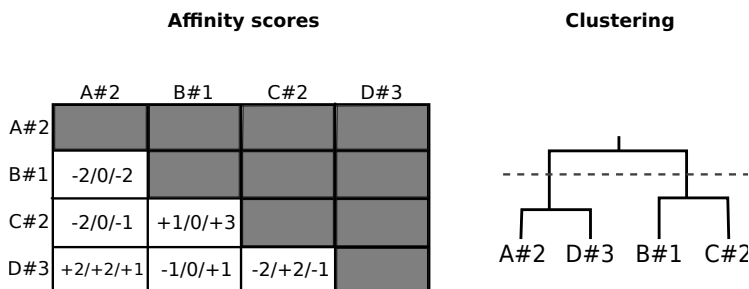 Affinity scores
Clustering
A#2 B#1 C#2 D#3
A#2
B#1 -2/0/-2
C#2 -2/0/-1 +1/0/+3
D#3 +2/+2/+1 -1/0/+1 -2/+2/-1
A#2 D#3 B#1 C#2